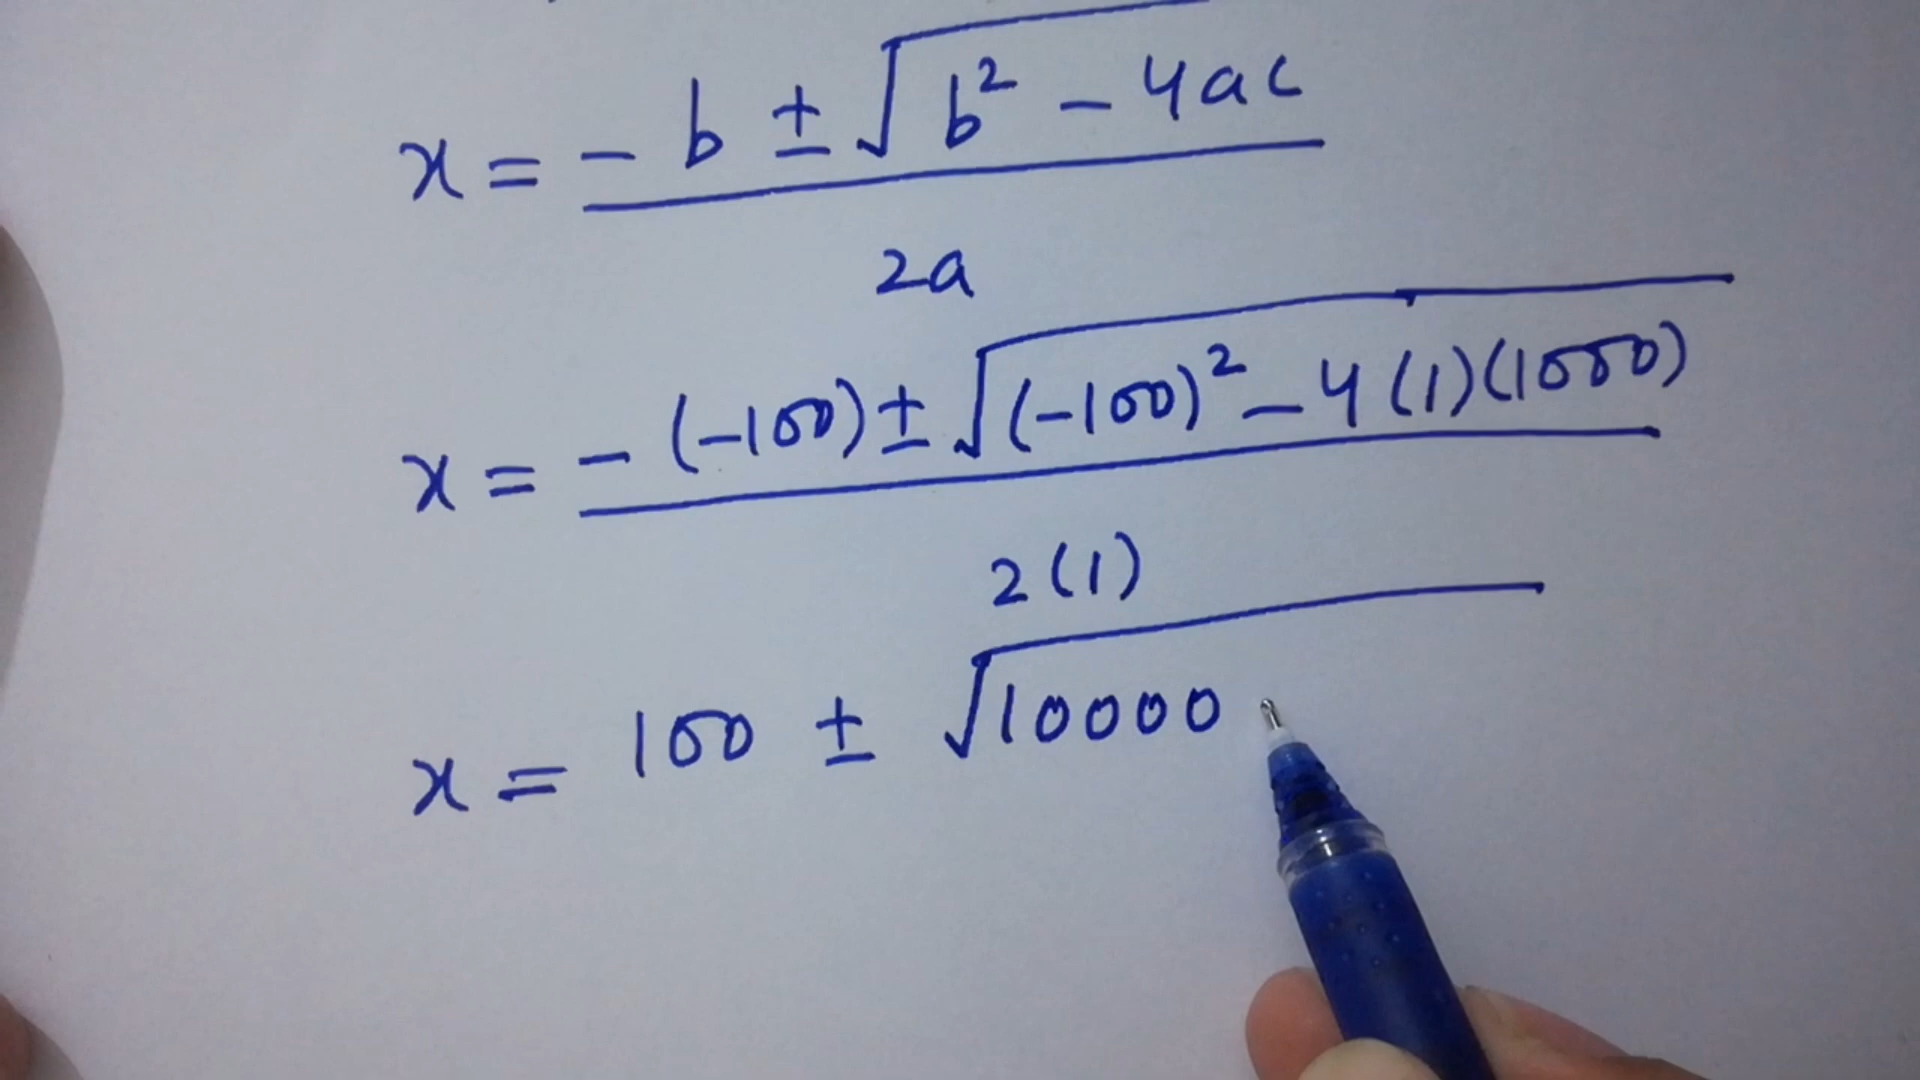 x = - b ± √b² - 4ac
2a
x = - (-100) ± √(-100)² - 4 (1)(1000)
2 (1)
x = 100 ± √10000